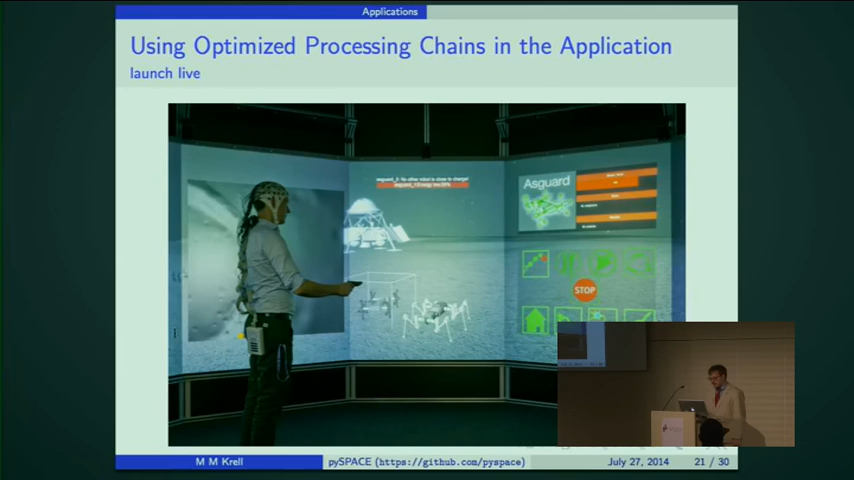 Applications
Using Optimized Processing Chains in the Application
launch live
Asguard
STOP
M M Krell
pySPACE (https://github.com/pyspace)
July 27, 2014
21 / 30